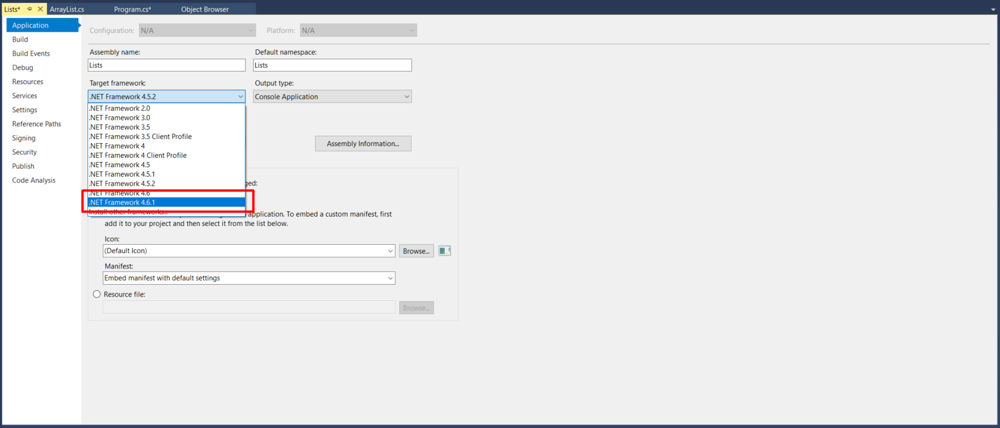 Lists*
ArrayList.cs
Program.cs*
Object Browser
Application
Build
Build Events
Debug
Resources
Services
Settings
Reference Paths
Signing
Security
Publish
Code Analysis
Configuration: N/A
Platform: N/A
Assembly name:
Lists
Default namespace:
Lists
Target framework:
.NET Framework 4.5.2
Output type:
Console Application
.NET Framework 2.0
.NET Framework 3.0
.NET Framework 3.5
.NET Framework 3.5 Client Profile
.NET Framework 4
.NET Framework 4 Client Profile
.NET Framework 4.5
.NET Framework 4.5.1
.NET Framework 4.5.2
.NET Framework 4.6
.NET Framework 4.6.1
Install other frameworks...
Assembly Information...
ged:
application. To embed a custom manifest, first
add it to your project and then select it from the list below.
Icon:
(Default Icon)
Browse...
Manifest:
Embed manifest with default settings
Resource file:
Browse...